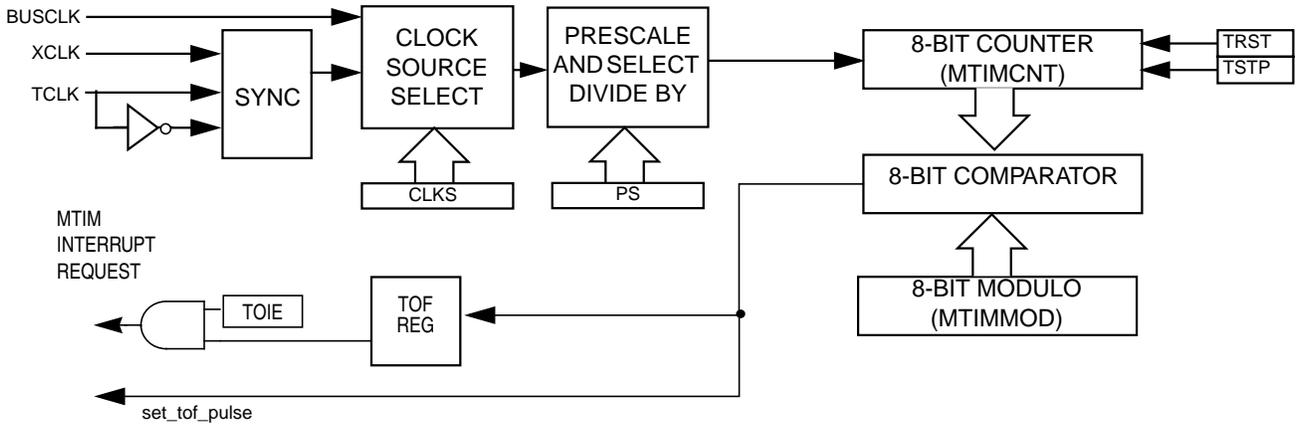 BUSCLK
XCLK
TCLK
SYNC
CLOCK
SOURCE
SELECT
PRESCALE
AND SELECT
DIVIDE BY
8-BIT COUNTER
(MTIMCNT)
TRST
TSTP
CLKS
PS
8-BIT COMPARATOR
8-BIT MODULO
(MTIMMOD)
MTIM
INTERRUPT
REQUEST
TOIE
TOF
REG
set_tof_pulse